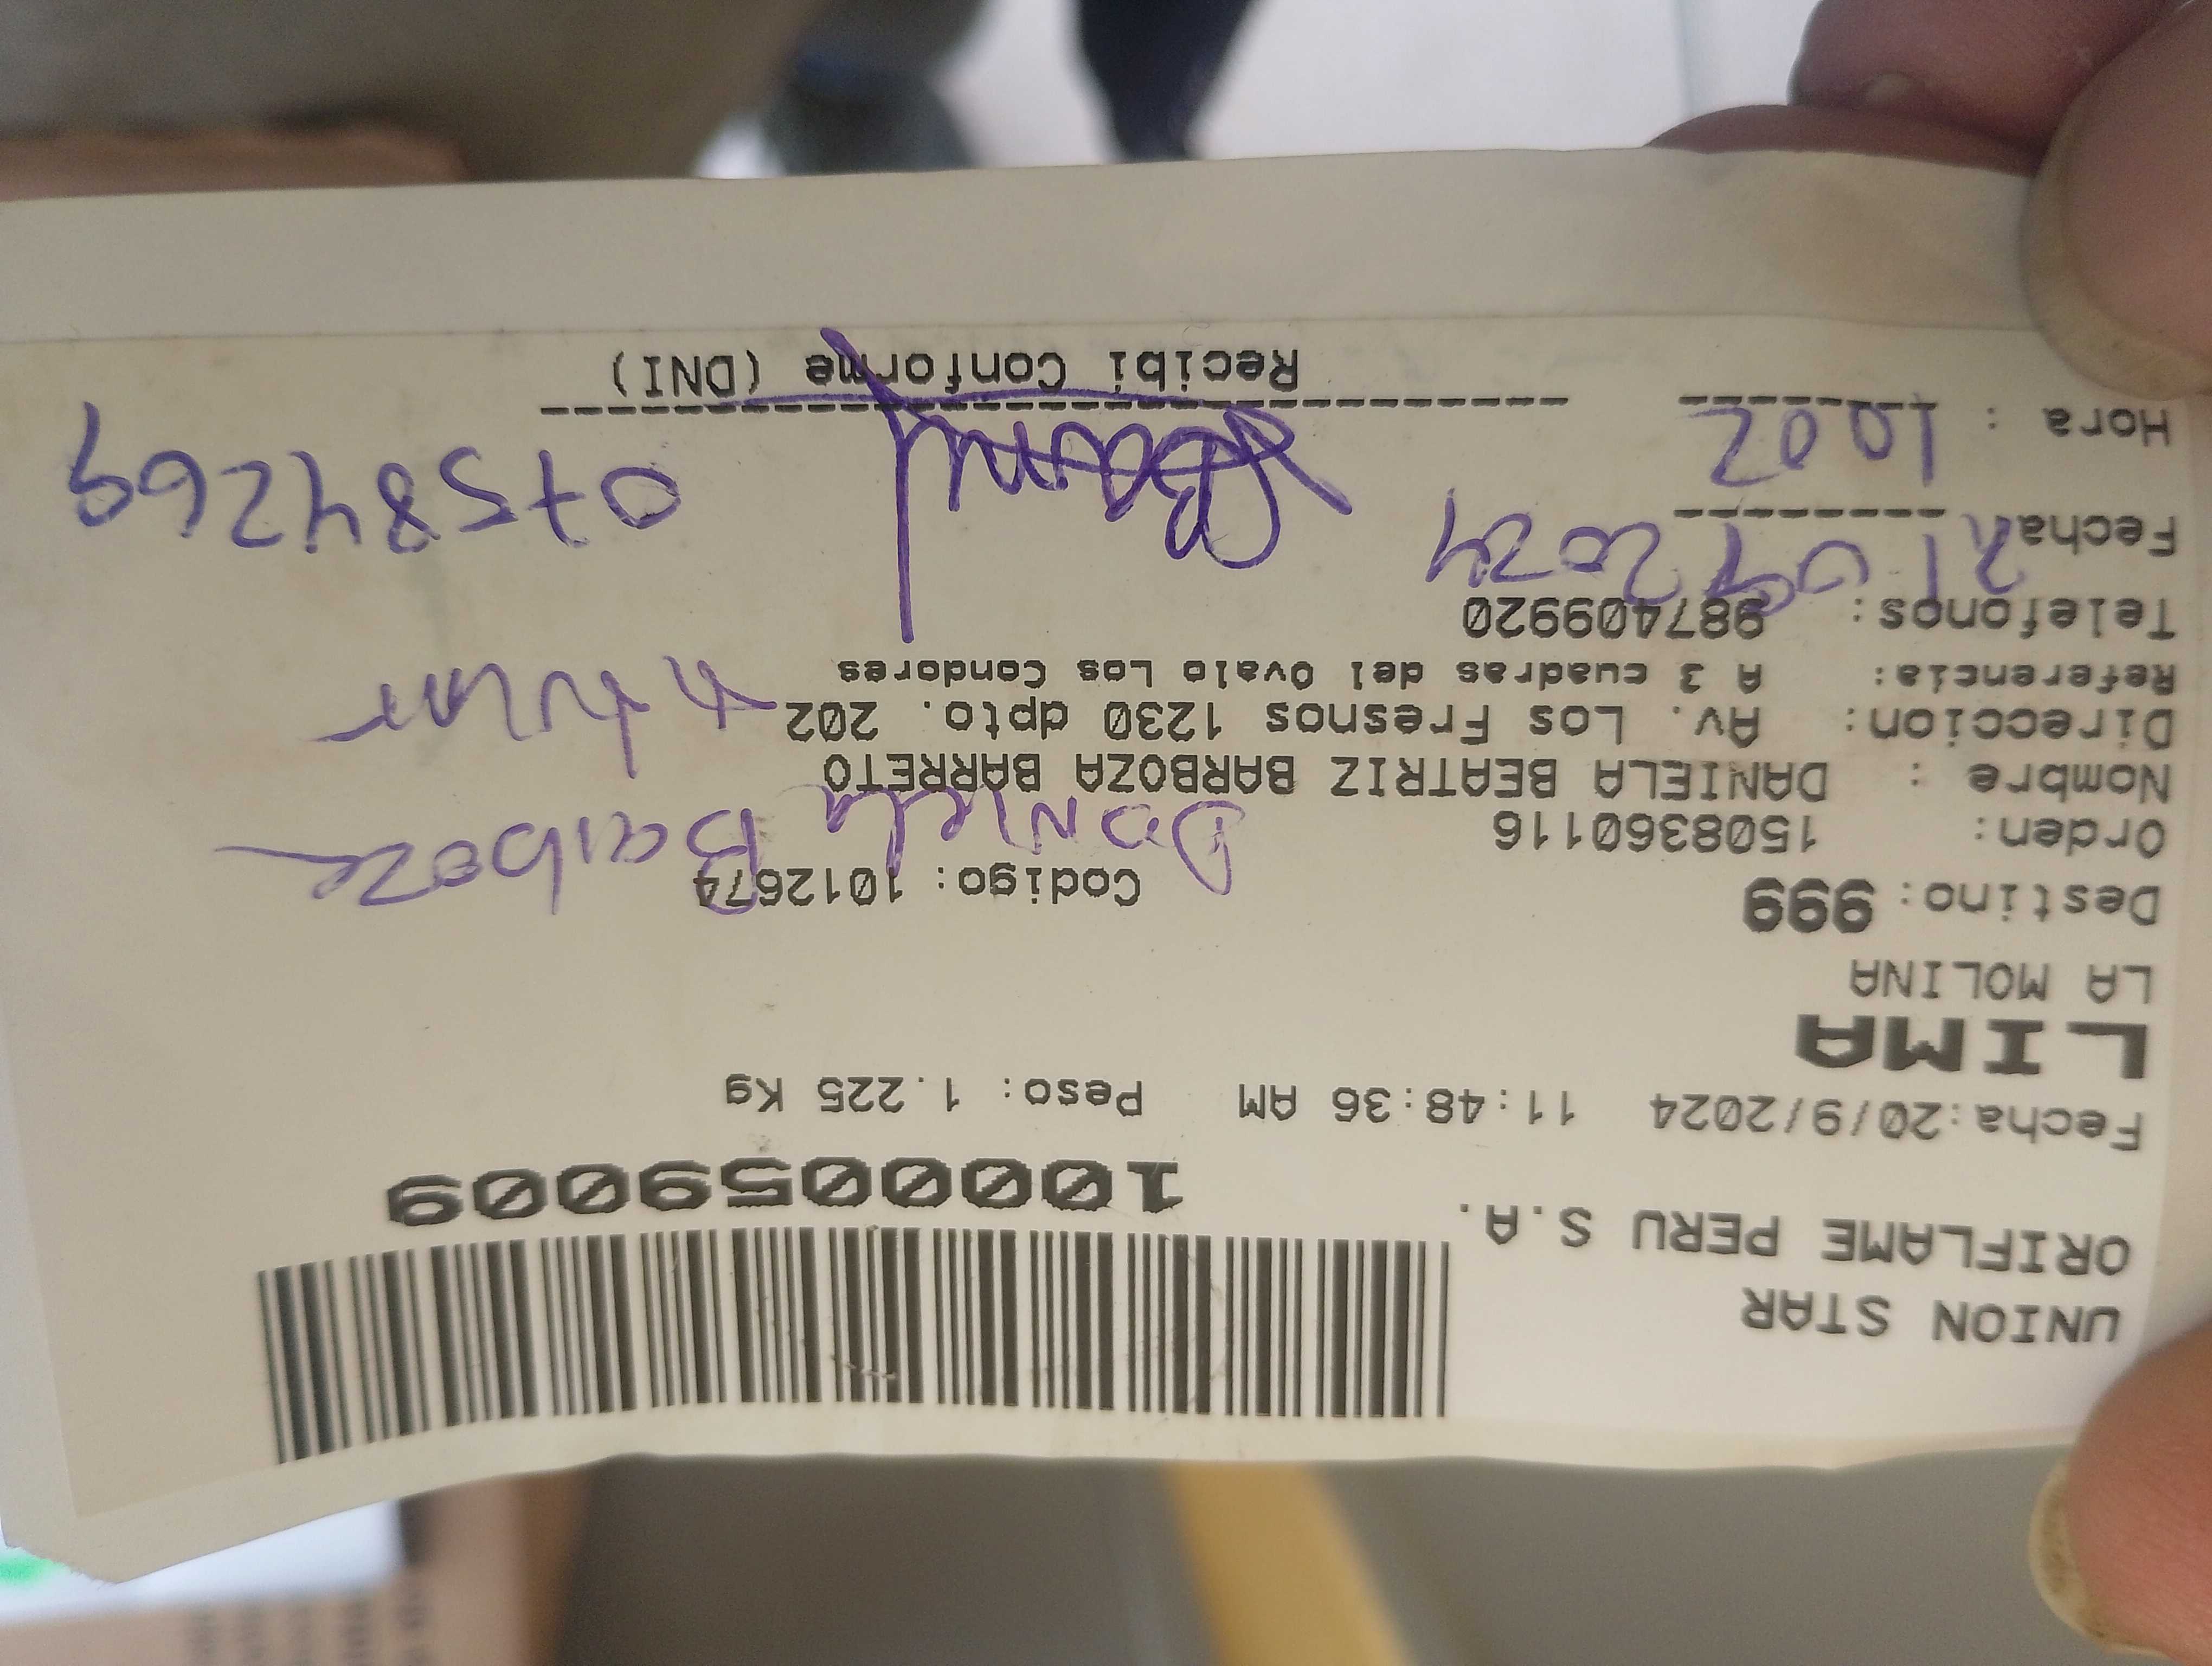 UNION STAR
ORIFLAME PERU S.A.
10000590009
Fecha:20/9/2024 11:48:36 AM Peso: 1.225 Kg
LIMA
LA MOLINA
Destino: 999 Codigo: 1012674
Orden: 1508360116
Daniela Barboza
Nombre : DANIELA BEATRIZ BARBOZA BARRETO
Direccion: Av. Los Fresnos 1230 dpto. 202
titular
Referencia: A 3 cuadras del Ovalo Los Condores
Telefonos: 987409920
Fecha 21 09 2024
07584269
Hora : 10 02
Recibi Conforme (DNI)